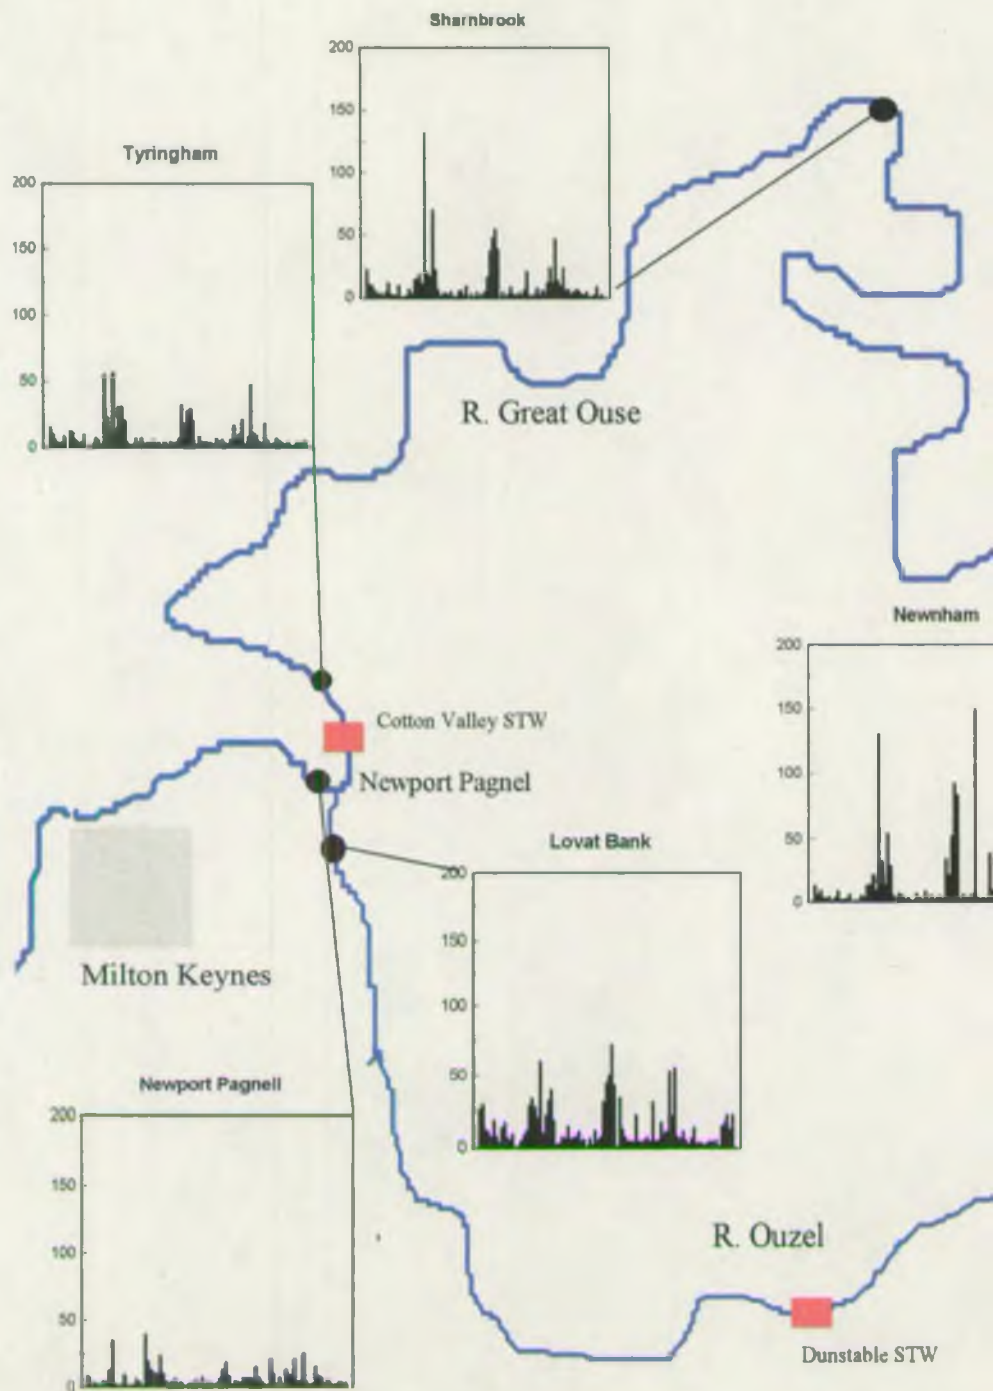 Sharnbrook
200
150
100
50
0
Tyringham
200
150
100
50
0
R. Great Ouse
Newnham
200
150
100
50
0
Cotton Valley STW
Newport Pagnel
Lovat Bank
200
150
100
50
0
Milton Keynes
Newport Pagnell
200
150
100
50
0
R. Ouzel
Dunstable STW